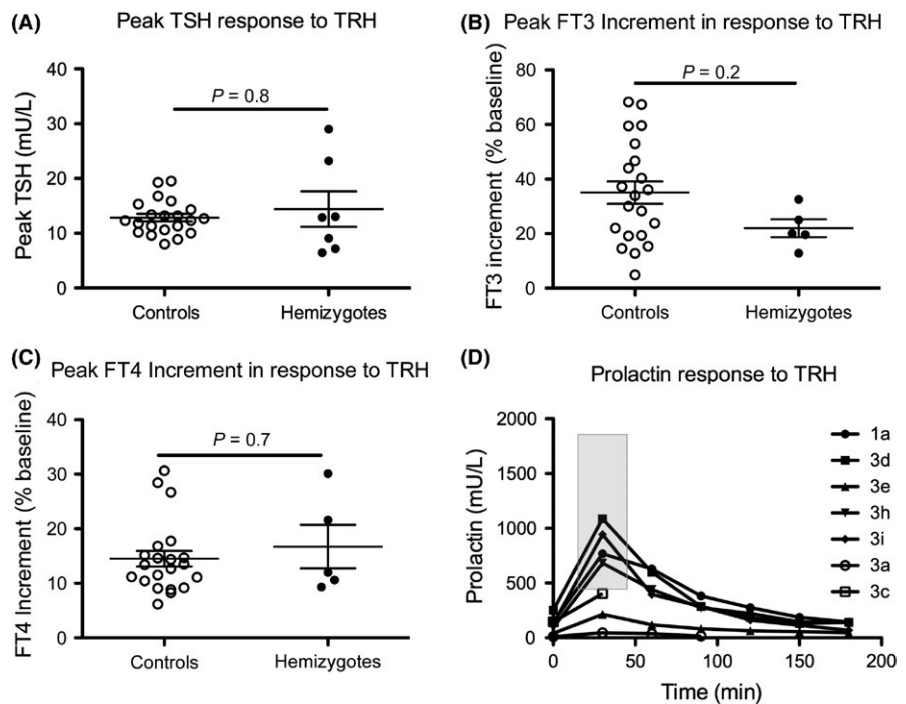 (A)
Peak TSH response to TRH
Peak TSH (mU/L)
40
30
20
10
0
P = 0.8
Controls
Hemizygotes
(B)
Peak FT3 Increment in response to TRH
FT3 increment (% baseline)
80
60
40
20
0
P = 0.2
Controls
Hemizygotes
(C)
Peak FT4 Increment in response to TRH
FT4 Increment (% baseline)
40
30
20
10
0
P = 0.7
Controls
Hemizygotes
(D)
Prolactin response to TRH
Prolactin (mU/L)
2000
1500
1000
500
0
0
50
100
150
200
Time (min)
1a
3d
3e
3h
3i
3a
3c